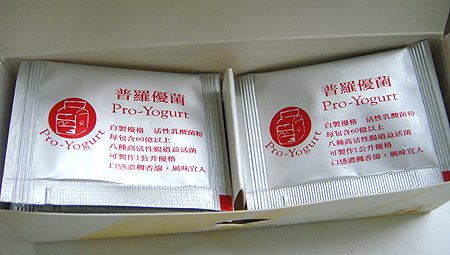 普羅優菌
Pro-Yogurt
Pro-Yogurt
自製優格 活性乳酸菌粉
每包含60億以上
八種高活性腸道益活菌
可製作1公升優格
口感濃稠香綿，風味宜人
普羅優菌
Pro-Yogurt
Pro-Yogurt
自製優格 活性乳酸菌粉
每包含60億以上
八種高活性腸道益活菌
可製作1公升優格
口感濃稠香綿，風味宜人